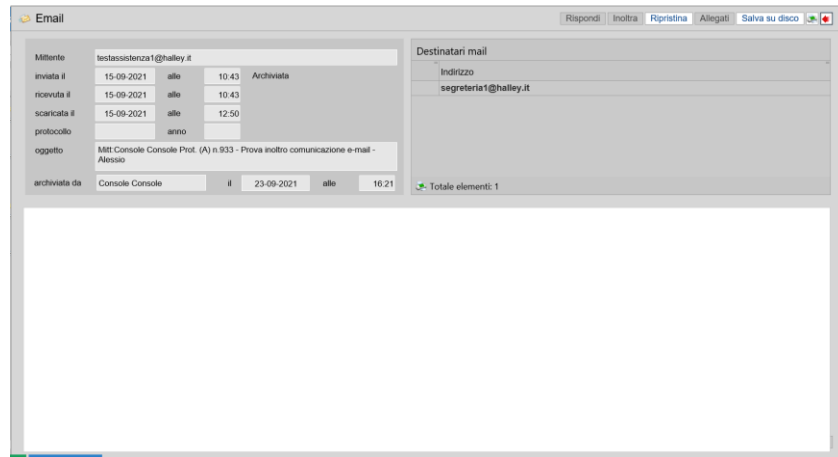 Email
Rispondi Inoltra Ripristina Allegati Salva su disco
Mittente testassistenza1@halley.it
inviata il 15-09-2021 alle 10:43 Archiviata
ricevuta il 15-09-2021 alle 10:43
scaricata il 15-09-2021 alle 12:50
protocollo anno
oggetto Mitt:Console Console Prot. (A) n.933 - Prova inoltro comunicazione e-mail -
Alessio
archiviata da Console Console il 23-09-2021 alle 16:21
Destinatari mail
Indirizzo
segreteria1@halley.it
Totale elementi: 1